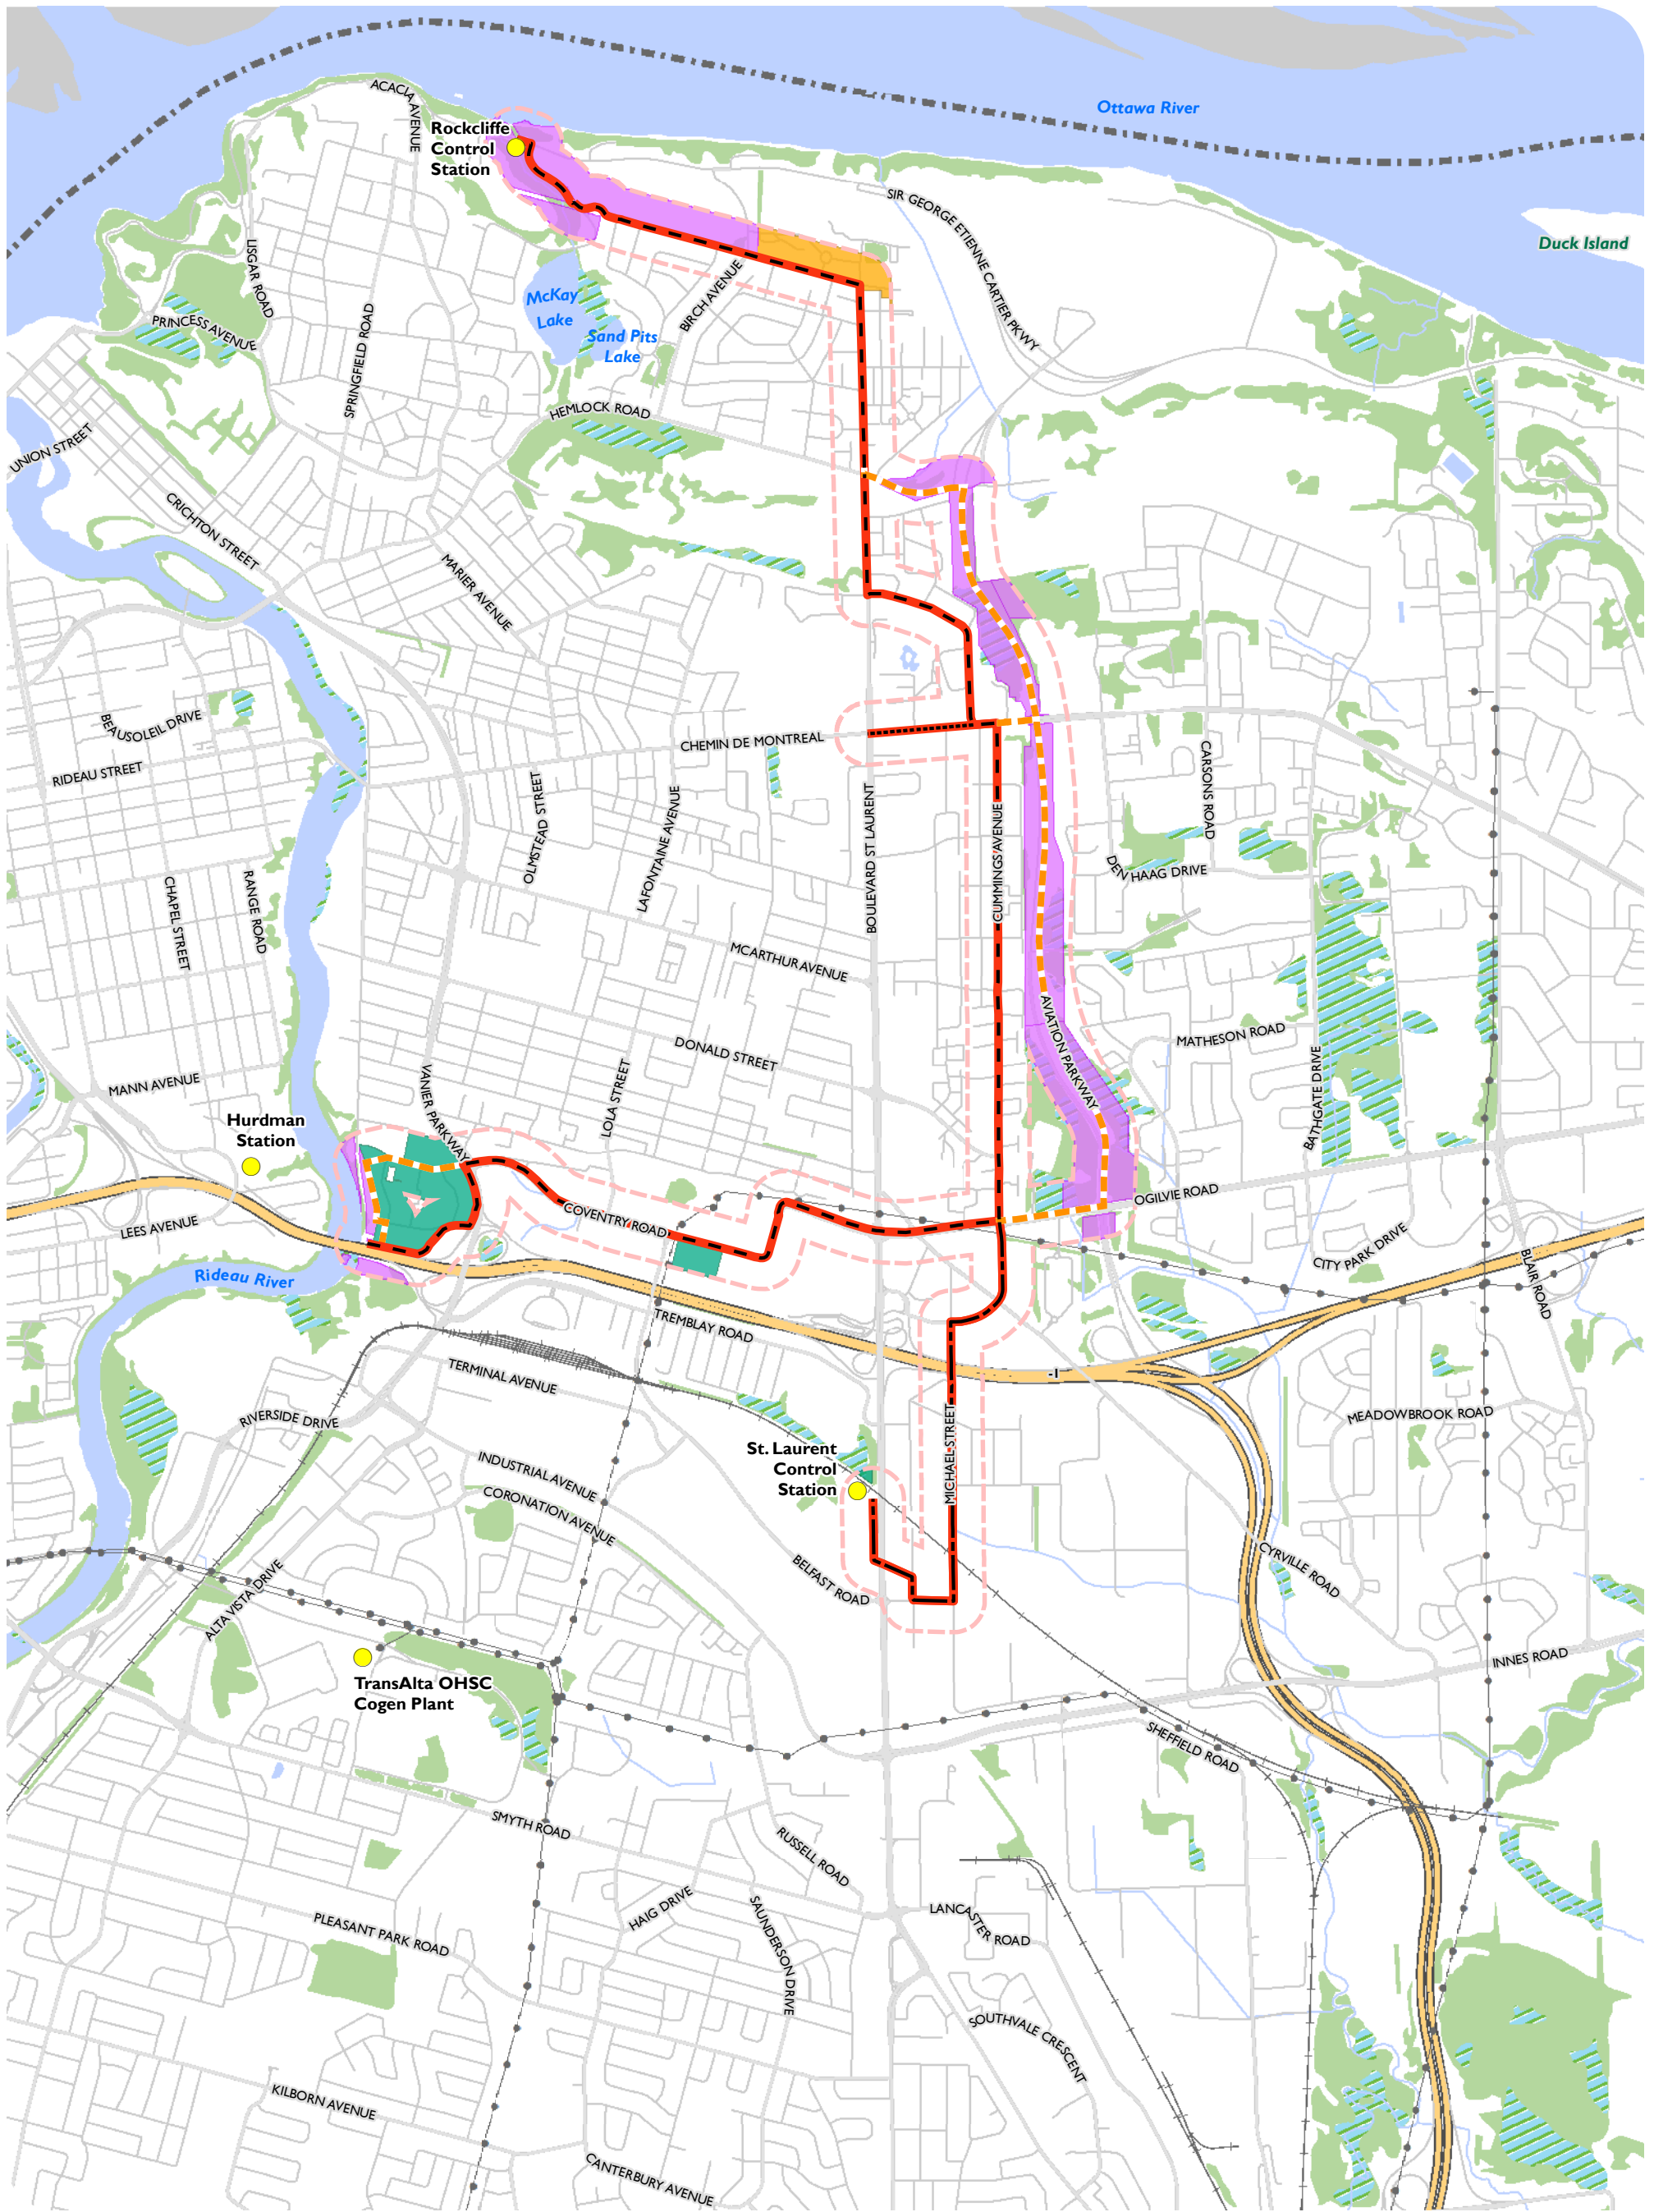 ACACIA AVENUE
Ottawa River
Rockcliffe
Control
Station
SIR GEORGE ETIENNE CARTIER PKWY
Duck Island
LISGAR ROAD
McKay
Lake
BIRCH AVENUE
PRINCESS AVENUE
Sand Pits
Lake
SPRINGFIELD ROAD
HEMLOCK ROAD
UNION STREET
CRICHTON STREET
MARIER AVENUE
BEAUSOLEIL DRIVE
CHEMIN DE MONTREAL
RIDEAU STREET
CARSONS ROAD
OLMSTEAD STREET
LAFONTAINE AVENUE
BOULEVARD ST LAURENT
CUMMINGS AVENUE
DEN HAAG DRIVE
CHAPEL STREET
RANGE ROAD
MCARTHUR AVENUE
AVIATION PARKWAY
MATHESON ROAD
DONALD STREET
BATHGATE DRIVE
MANN AVENUE
VANIER PARKWAY
LOLA STREET
Hurdman
Station
OGILVIE ROAD
LEES AVENUE
COVENTRY ROAD
CITY PARK DRIVE
BLAIR ROAD
Rideau River
TREMBLAY ROAD
TERMINAL AVENUE
RIVERSIDE DRIVE
MEADOWBROOK ROAD
MICHAEL STREET
St. Laurent
Control
Station
INDUSTRIAL AVENUE
CORONATION AVENUE
BELFAST ROAD
CYRVILLE ROAD
ALTA VISTA DRIVE
INNES ROAD
TransAlta OHSC
Cogen Plant
SHEFFIELD ROAD
SMYTH ROAD
RUSSELL ROAD
HAIG DRIVE
SAUNDERSON DRIVE
LANCASTER ROAD
PLEASANT PARK ROAD
SOUTHVALE CRESCENT
KILBORN AVENUE
CANTERBURY AVENUE